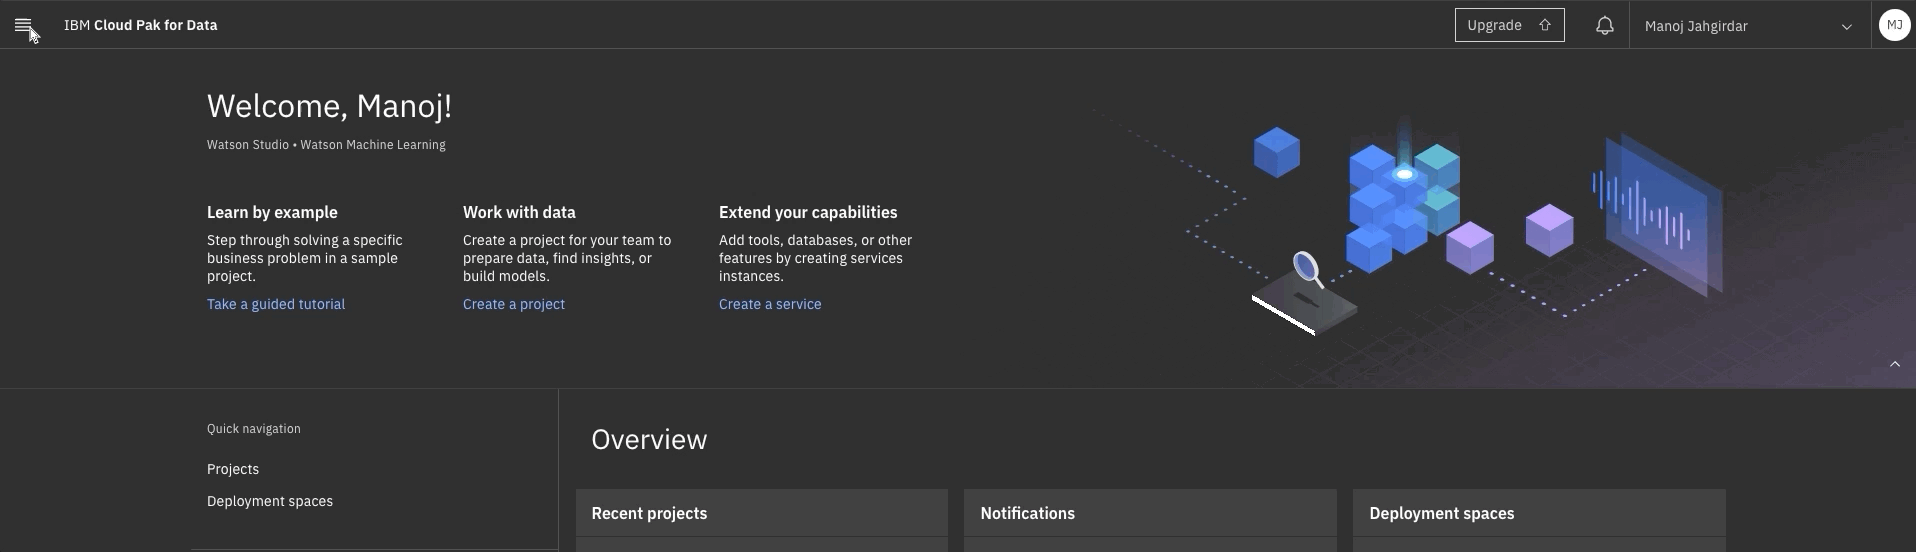 IBM Cloud Pak for Data
Upgrade
Manoj Jahgirdar
MJ
Welcome, Manoj!
Watson Studio • Watson Machine Learning
Learn by example
Step through solving a specific
business problem in a sample
project.
Take a guided tutorial
Work with data
Create a project for your team to
prepare data, find insights, or
build models.
Create a project
Extend your capabilities
Add tools, databases, or other
features by creating services
instances.
Create a service
Quick navigation
Projects
Deployment spaces
Overview
Recent projects
Notifications
Deployment spaces